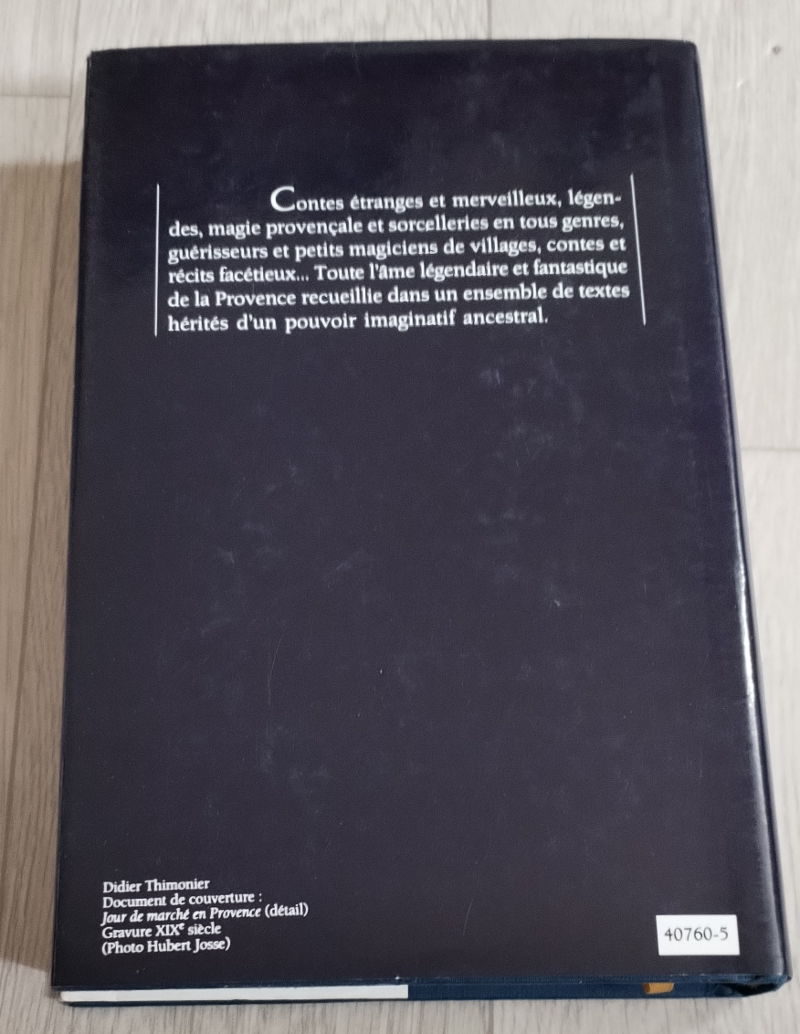 Contes étranges et merveilleux, légen-
des, magie provençale et sorcelleries en tous genres,
guérisseurs et petits magiciens de villages, contes et
récits facétieux... Toute l'âme légendaire et fantastique
de la Provence recueillie dans un ensemble de textes
hérités d'un pouvoir imaginatif ancestral.
Didier Thimonier
Document de couverture :
Jour de marché en Provence (détail)
Gravure XIXe siècle
(Photo Hubert Josse)
40760-5